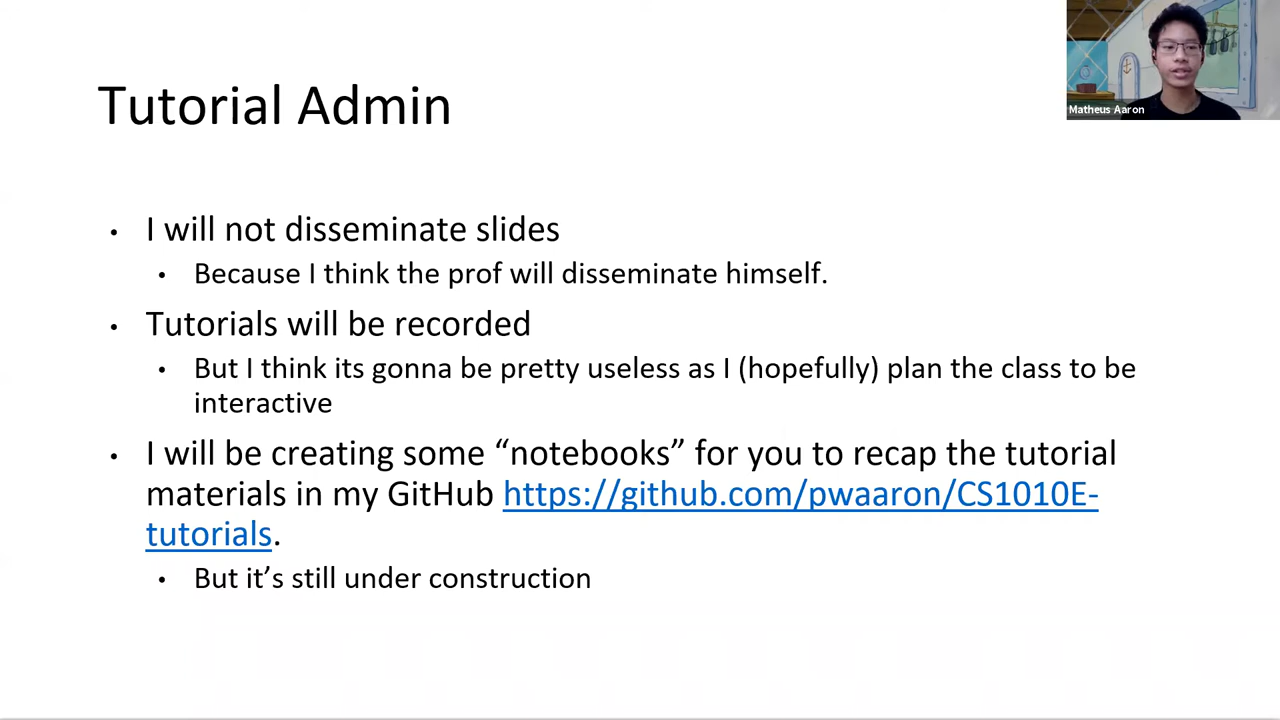 Matheus Aaron
Tutorial Admin
• I will not disseminate slides
• Because I think the prof will disseminate himself.
• Tutorials will be recorded
• But I think its gonna be pretty useless as I (hopefully) plan the class to be
interactive
• I will be creating some “notebooks” for you to recap the tutorial
materials in my GitHub https://github.com/pwaaron/CS1010E-
tutorials.
• But it’s still under construction